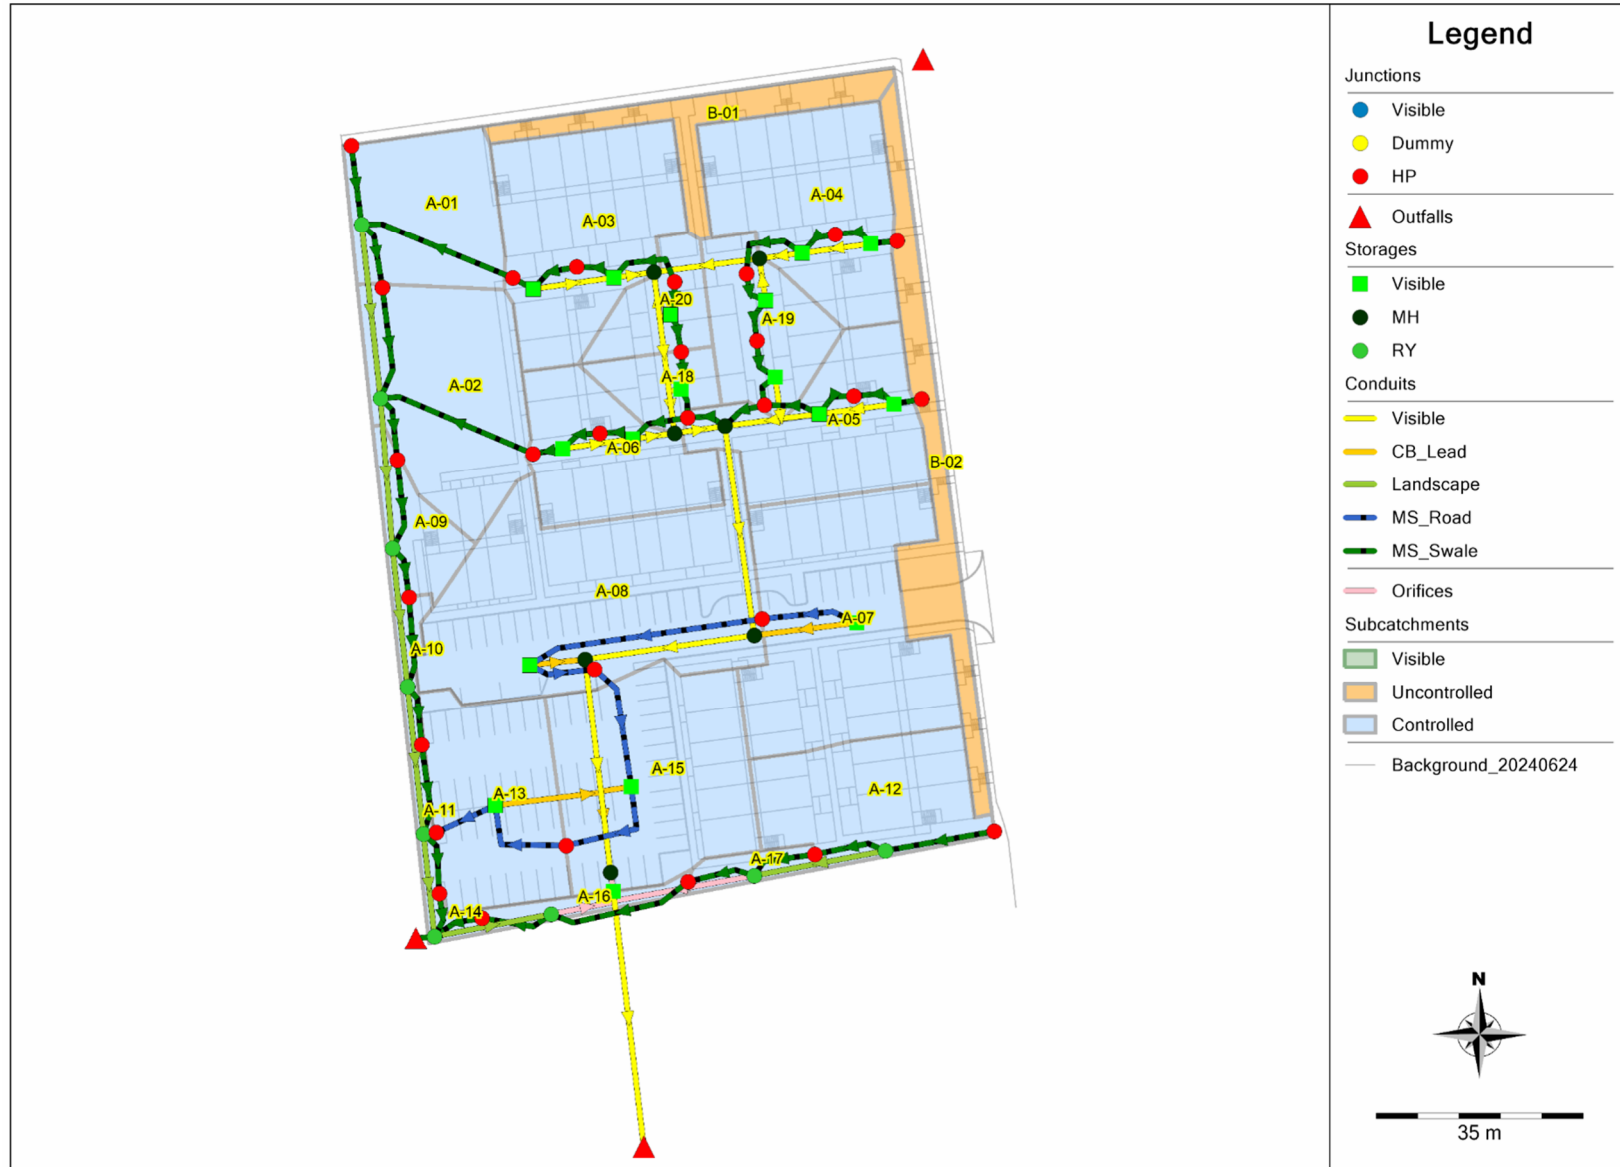 B-01
A-01
A-03
A-04
A-20
A-19
A-18
A-02
A-05
A-06
B-02
A-09
A-08
A-07
A-10
A-15
A-13
A-12
A-11
A-17
A-16
A-14
Legend
Junctions
Visible
Dummy
HP
Outfalls
Storages
Visible
MH
RY
Conduits
Visible
CB_Lead
Landscape
MS_Road
MS_Swale
Orifices
Subcatchments
Visible
Uncontrolled
Controlled
Background_20240624
N
35 m